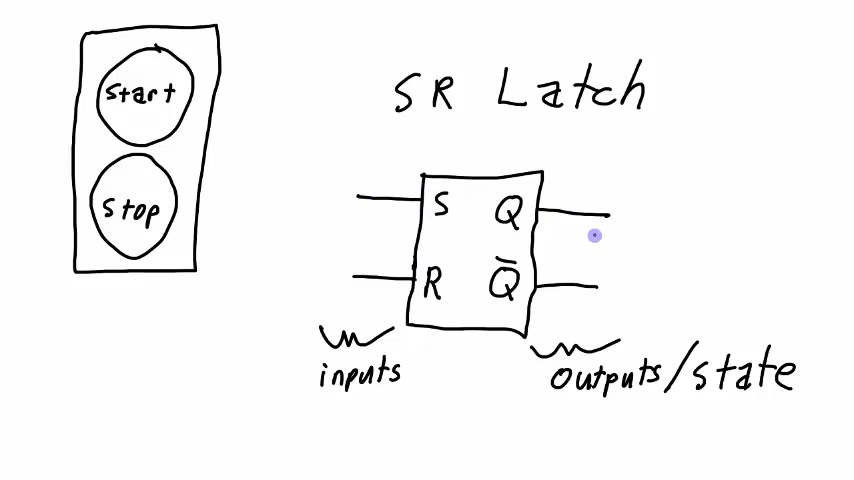 Start
Stop
SR Latch
S Q
R Q̅
inputs
Outputs/state